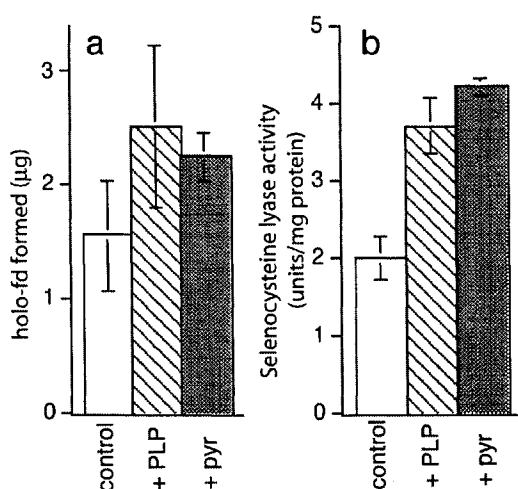 a
holo-fd formed (μg)
3
2
1
0
control
+ PLP
+ pyr
b
Selenocysteine lyase activity
(units/mg protein)
5
4
3
2
1
0
control
+ PLP
+ pyr